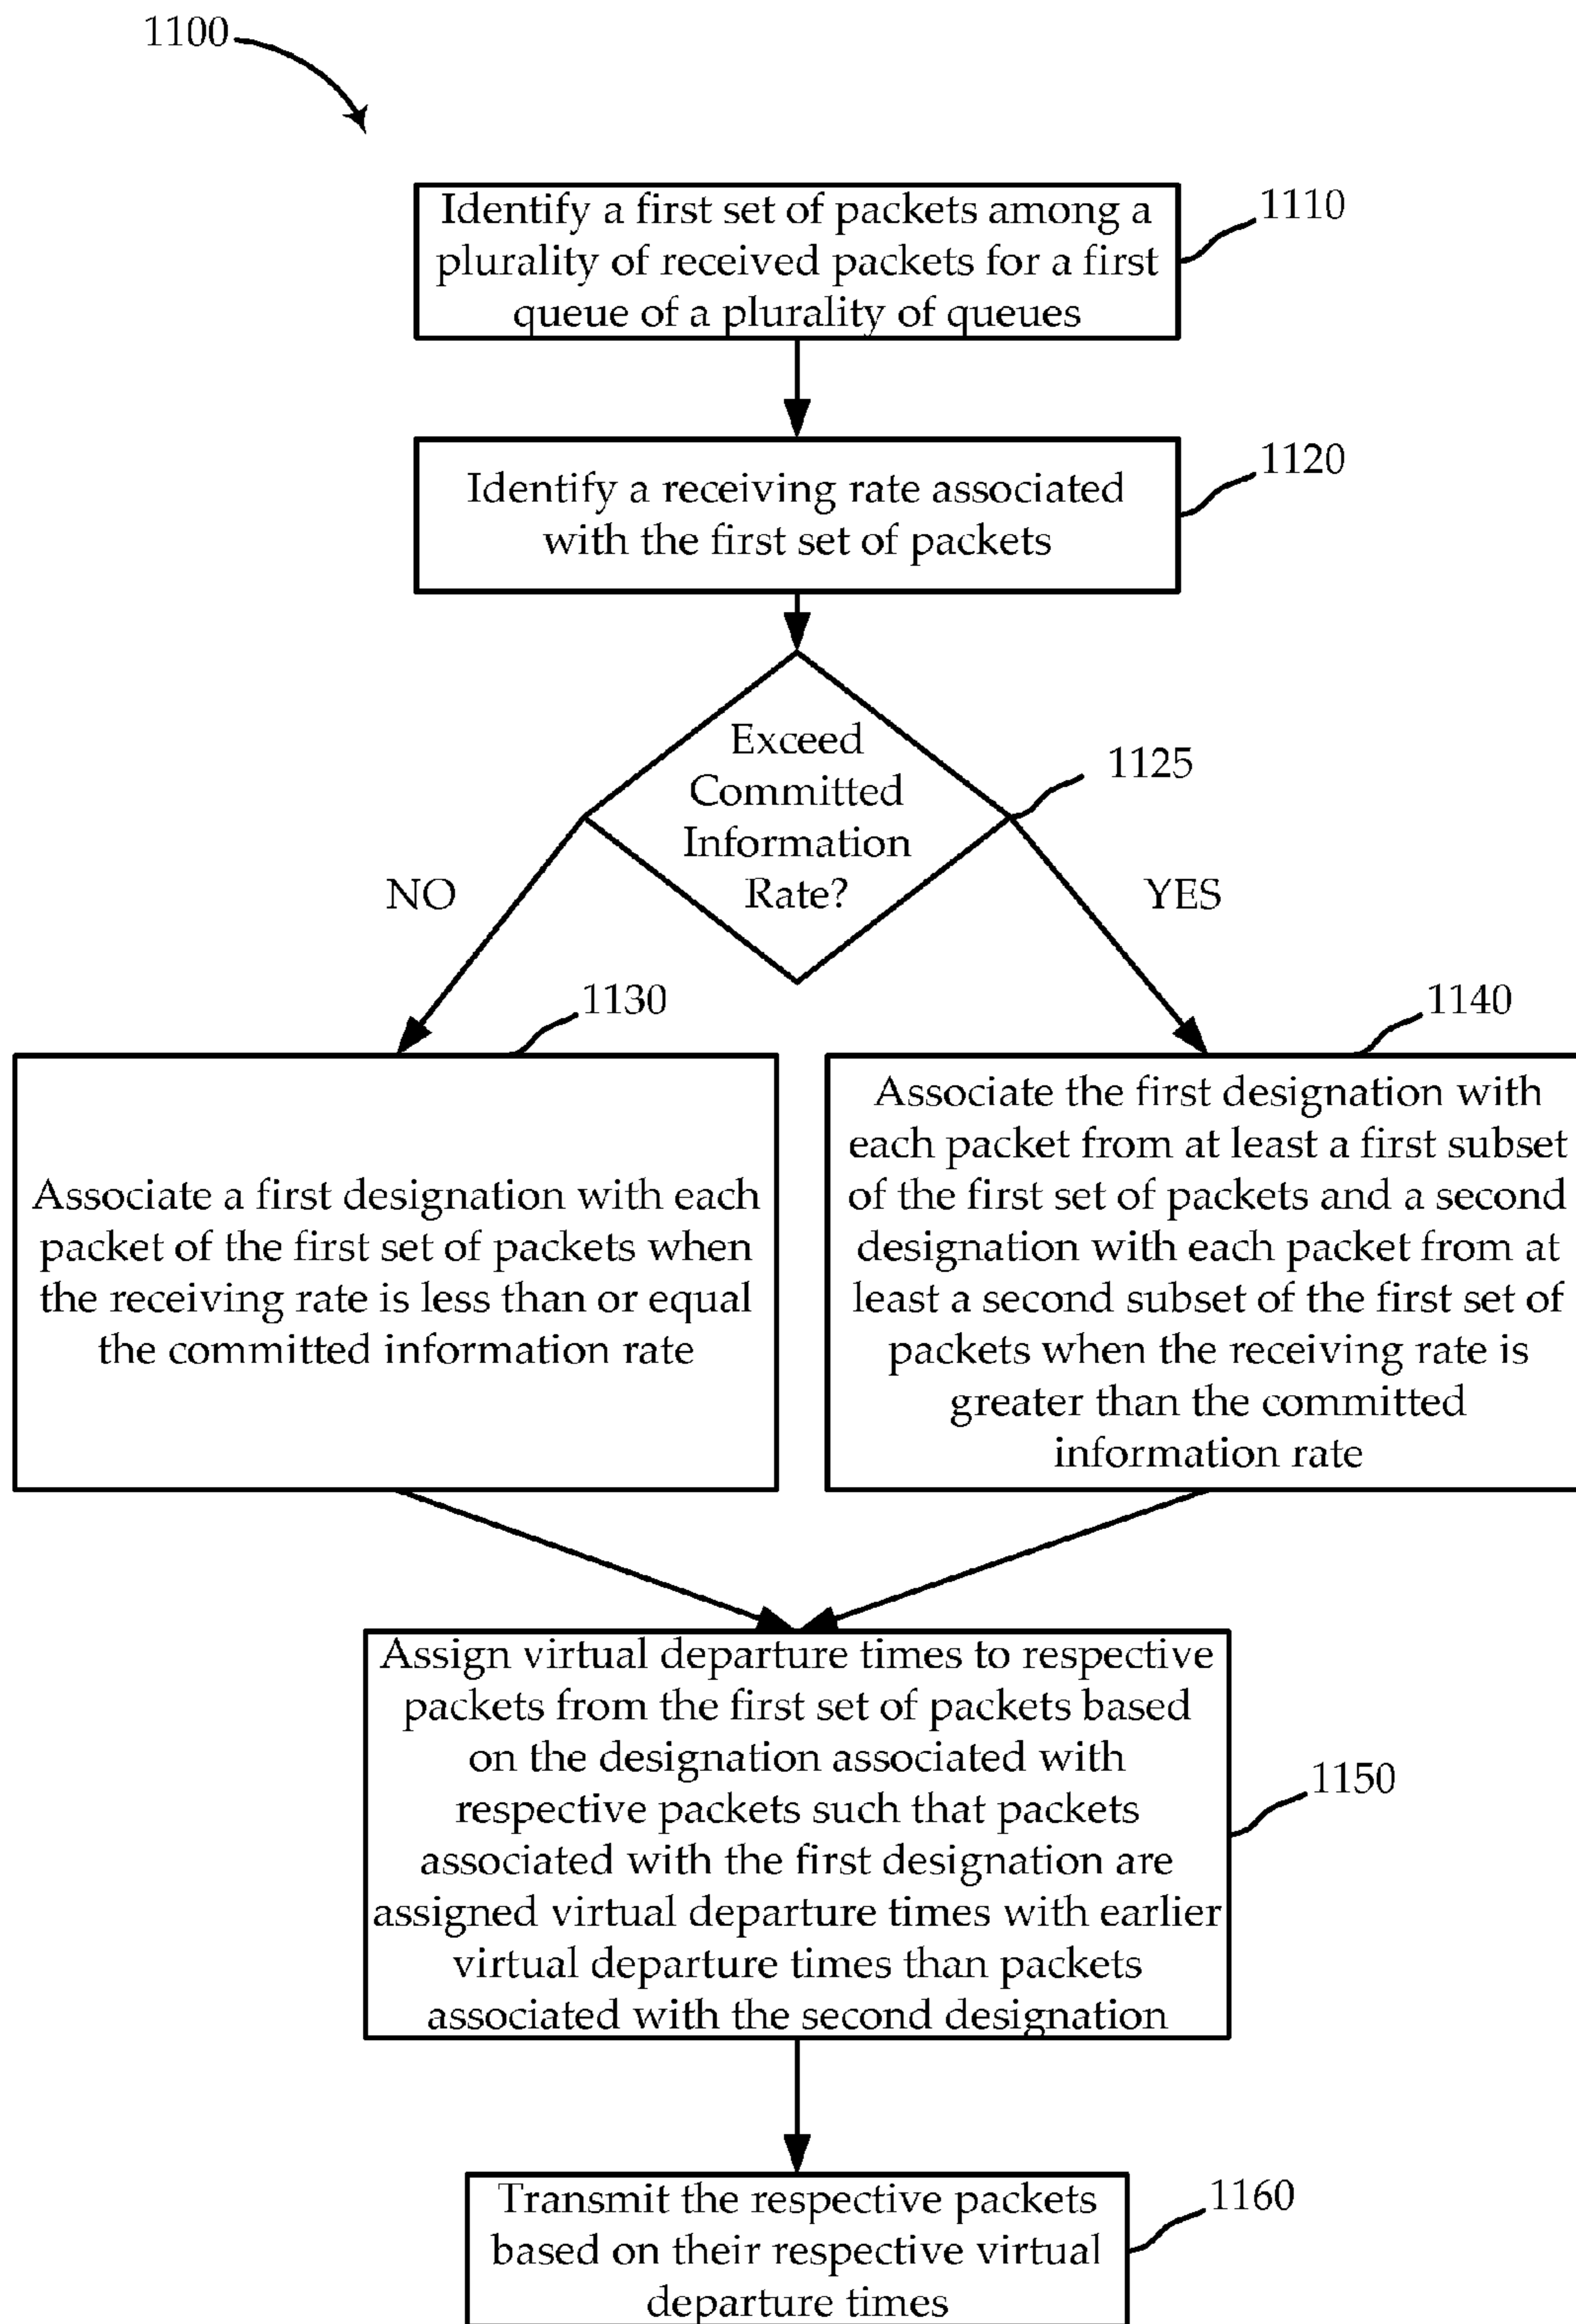 1100
Identify a first set of packets among a
plurality of received packets for a first
queue of a plurality of queues
1110
Identify a receiving rate associated
with the first set of packets
1120
Exceed
Committed
Information
Rate?
1125
NO
YES
1130
Associate a first designation with each
packet of the first set of packets when
the receiving rate is less than or equal
the committed information rate
1140
Associate the first designation with
each packet from at least a first subset
of the first set of packets and a second
designation with each packet from at
least a second subset of the first set of
packets when the receiving rate is
greater than the committed
information rate
Assign virtual departure times to respective
packets from the first set of packets based
on the designation associated with
respective packets such that packets
associated with the first designation are
assigned virtual departure times with earlier
virtual departure times than packets
associated with the second designation
1150
Transmit the respective packets
based on their respective virtual
departure times
1160